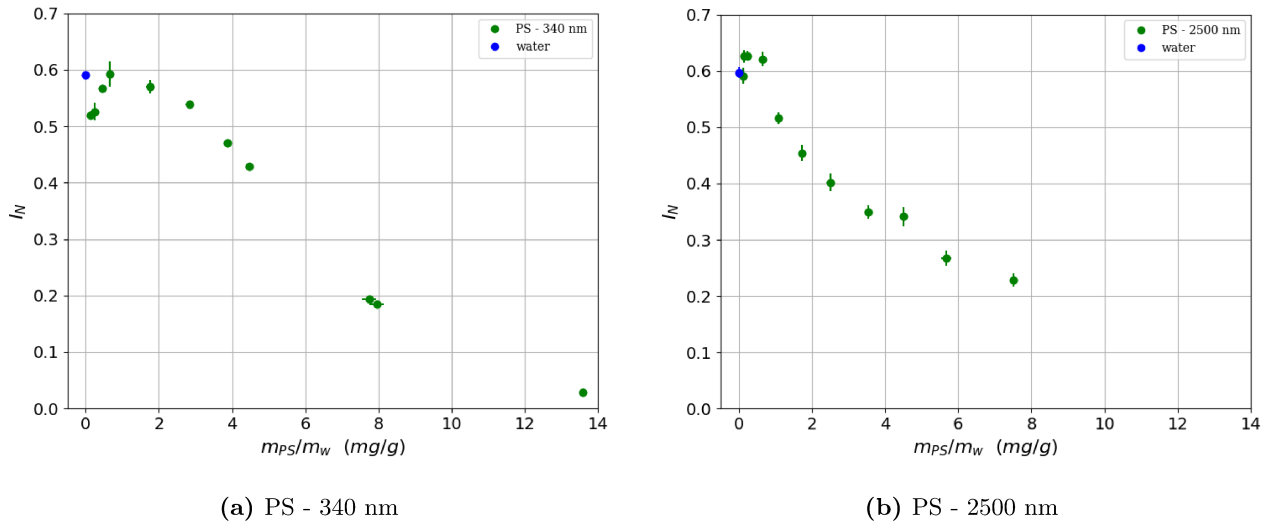 0.7
0.6
0.5
0.4
0.3
0.2
0.1
0.0
I_N
0 2 4 6 8 10 12 14
m_PS/m_w (mg/g)
PS - 340 nm
water
(a) PS - 340 nm
0.7
0.6
0.5
0.4
0.3
0.2
0.1
0.0
I_N
0 2 4 6 8 10 12 14
m_PS/m_w (mg/g)
PS - 2500 nm
water
(b) PS - 2500 nm